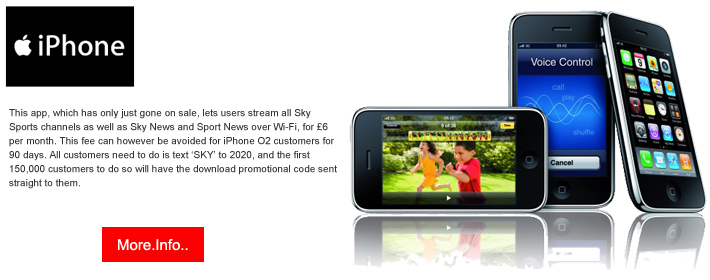 iPhone
This app, which has only just gone on sale, lets users stream all Sky
Sports channels as well as Sky News and Sport News over Wi-Fi, for £6
per month. This fee can however be avoided for iPhone O2 customers for
90 days. All customers need to do is text ‘SKY’ to 2020, and the first
150,000 customers to do so will have the download promotional code sent
straight to them.
More.Info..
09:42
Voice Control
call
play
shuffle
Cancel